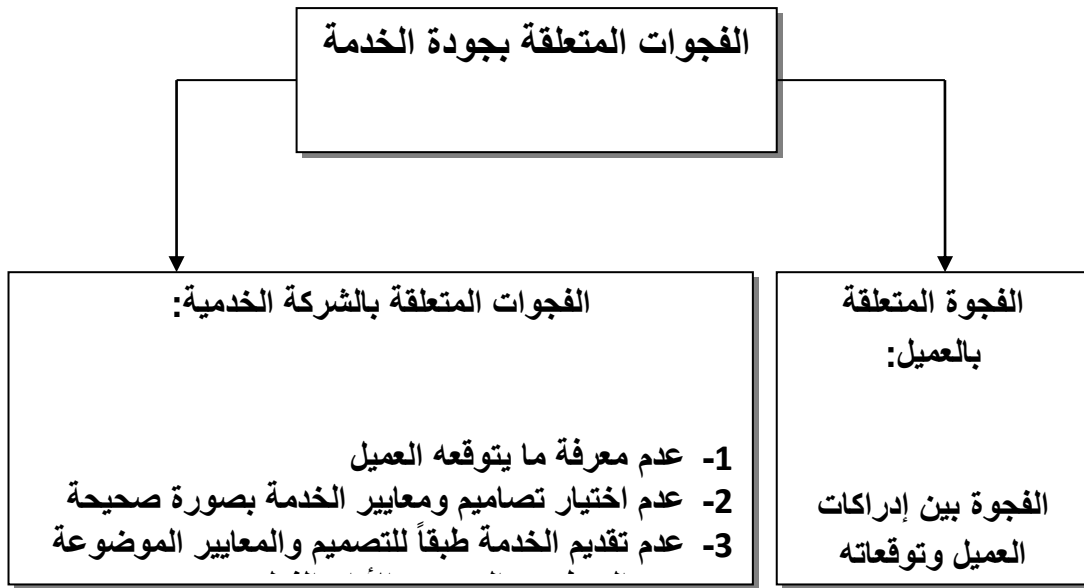 الفجوات المتعلقة بجودة الخدمة
الفجوة المتعلقة
بالعميل:
الفجوة بين إدراكات
العميل وتوقعاته
الفجوات المتعلقة بالشركة الخدمية:
1- عدم معرفة ما يتوقعه العميل
2- عدم اختيار تصاميم ومعايير الخدمة بصورة صحيحة
3- عدم تقديم الخدمة طبقاً للتصميم والمعايير الموضوعة